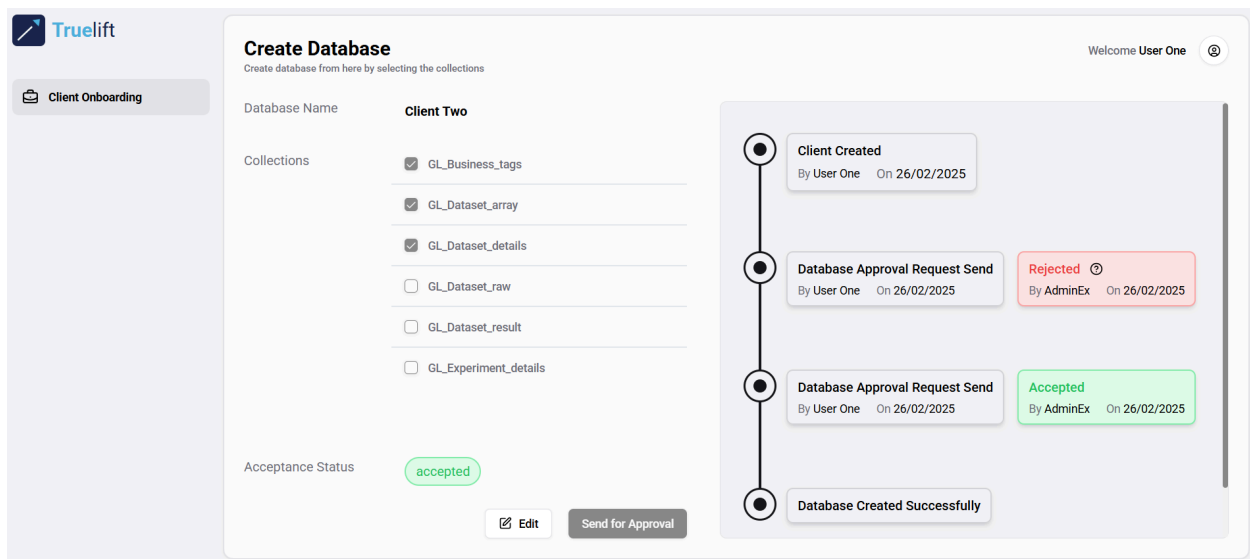 Truelift
Client Onboarding
Create Database
Create database from here by selecting the collections
Welcome User One
Database Name
Client Two
Collections
GL_Business_tags
GL_Dataset_array
GL_Dataset_details
GL_Dataset_raw
GL_Dataset_result
GL_Experiment_details
Acceptance Status
accepted
Edit
Send for Approval
Client Created
By User One On 26/02/2025
Database Approval Request Send
By User One On 26/02/2025
Rejected
By AdminEx On 26/02/2025
Database Approval Request Send
By User One On 26/02/2025
Accepted
By AdminEx On 26/02/2025
Database Created Successfully